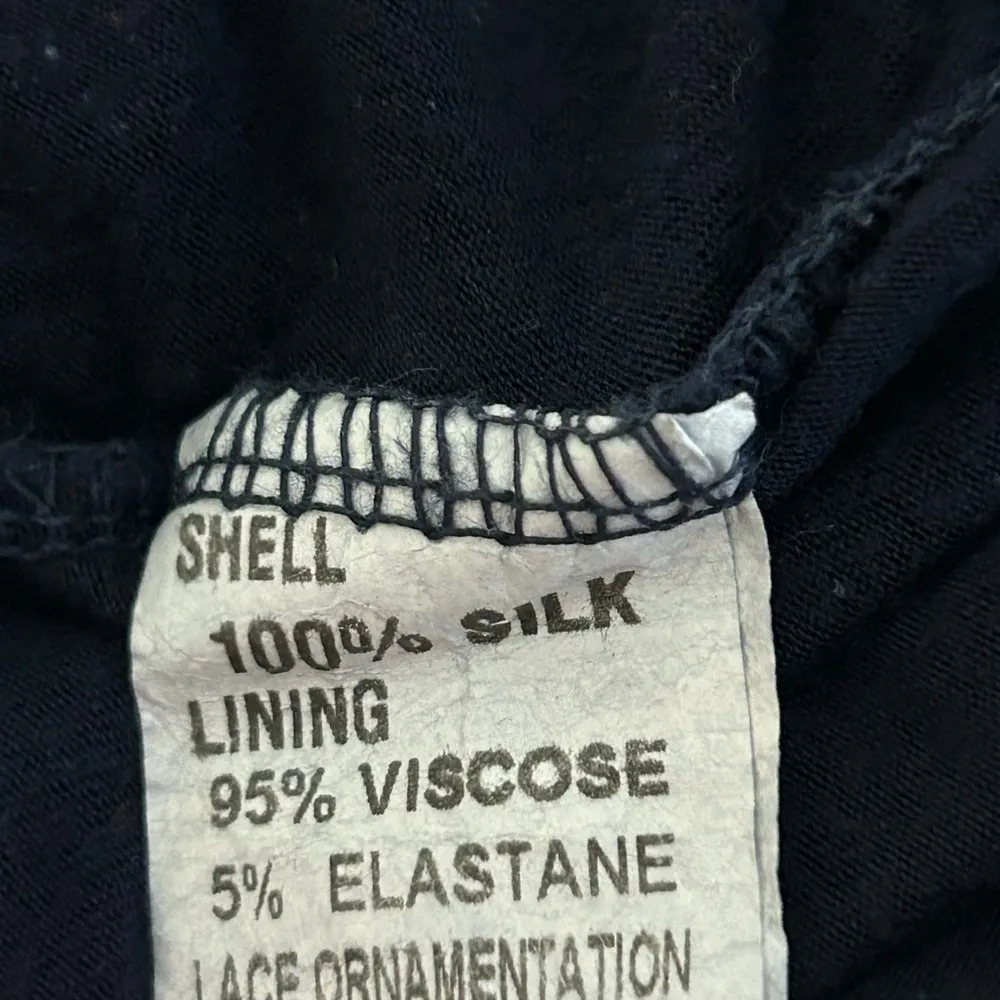 SHELL
100% SILK
LINING
95% VISCOSE
5% ELASTANE
LACE ORNAMENTATION